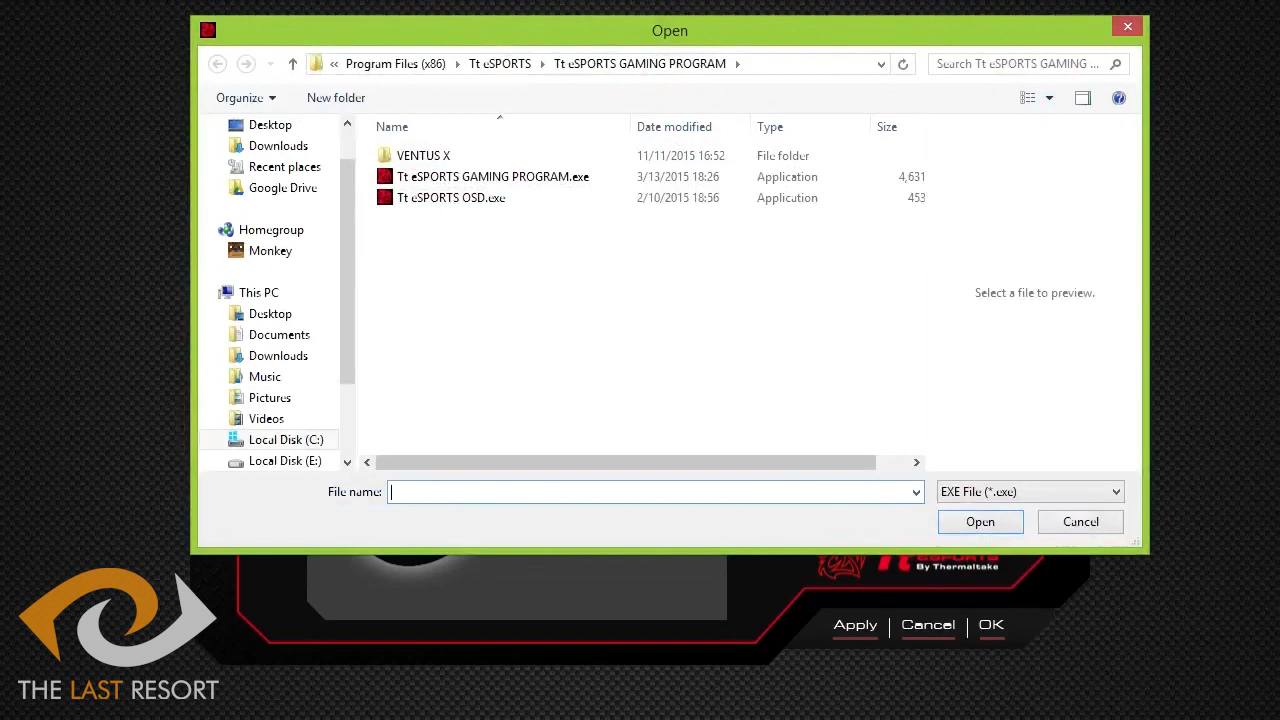 Open
« Program Files (x86) Tt eSPORTS Tt eSPORTS GAMING PROGRAM
Search Tt eSPORTS GAMING ...
Organize New folder
Desktop
Downloads
Recent places
Google Drive
Homegroup
Monkey
This PC
Desktop
Documents
Downloads
Music
Pictures
Videos
Local Disk (C:)
Local Disk (E:)
Name Date modified Type Size
VENTUS X 11/11/2015 16:52 File folder
Tt eSPORTS GAMING PROGRAM.exe 3/13/2015 18:26 Application 4,631
Tt eSPORTS OSD.exe 2/10/2015 18:56 Application 453
Select a file to preview.
File name: EXE File (*.exe)
Open Cancel
By Thermaltake
Apply Cancel OK
THE LAST RESORT